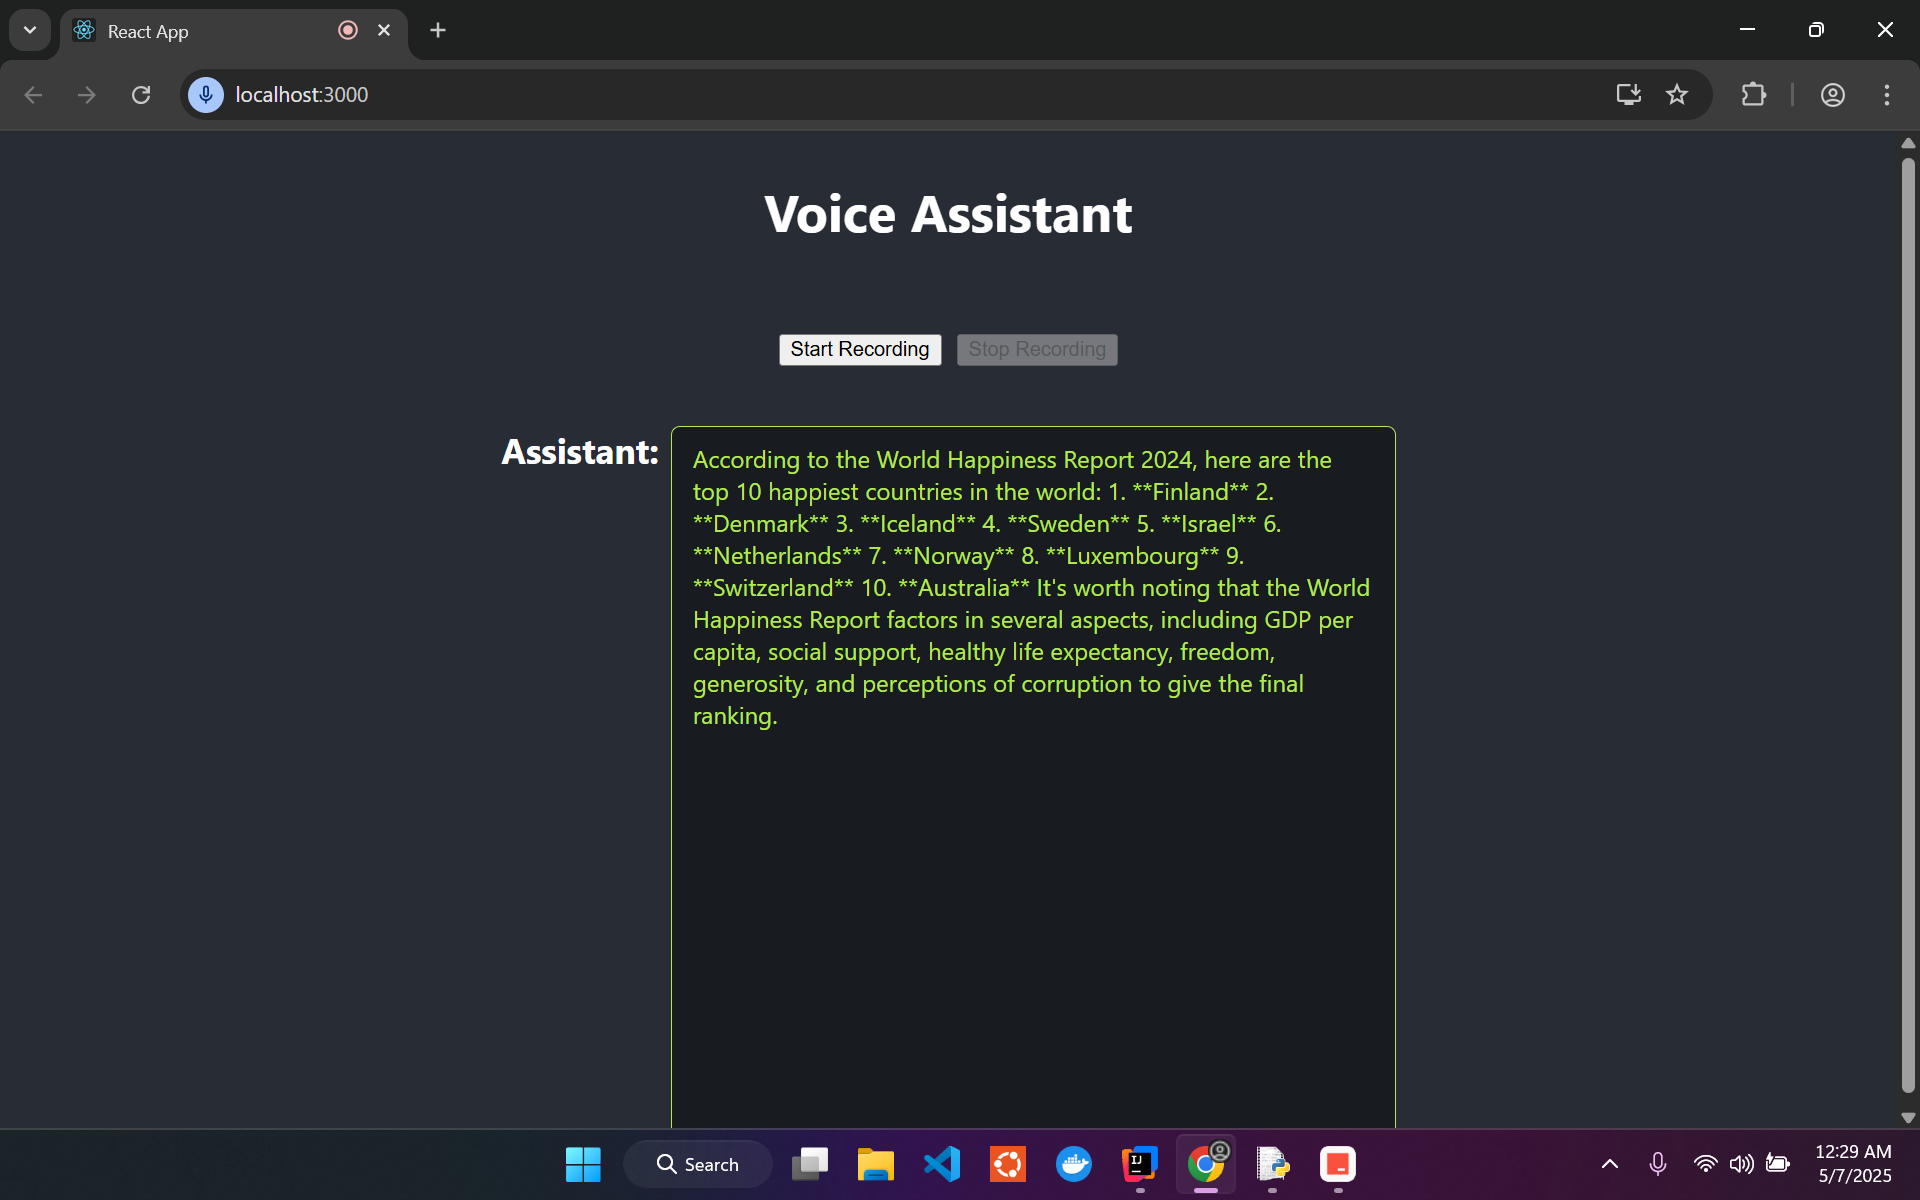 React App
localhost:3000
Voice Assistant
Start Recording Stop Recording
Assistant:
According to the World Happiness Report 2024, here are the
top 10 happiest countries in the world: 1. **Finland** 2.
**Denmark** 3. **Iceland** 4. **Sweden** 5. **Israel** 6.
**Netherlands** 7. **Norway** 8. **Luxembourg** 9.
**Switzerland** 10. **Australia** It's worth noting that the World
Happiness Report factors in several aspects, including GDP per
capita, social support, healthy life expectancy, freedom,
generosity, and perceptions of corruption to give the final
ranking.
Search
IJ
12:29 AM
5/7/2025